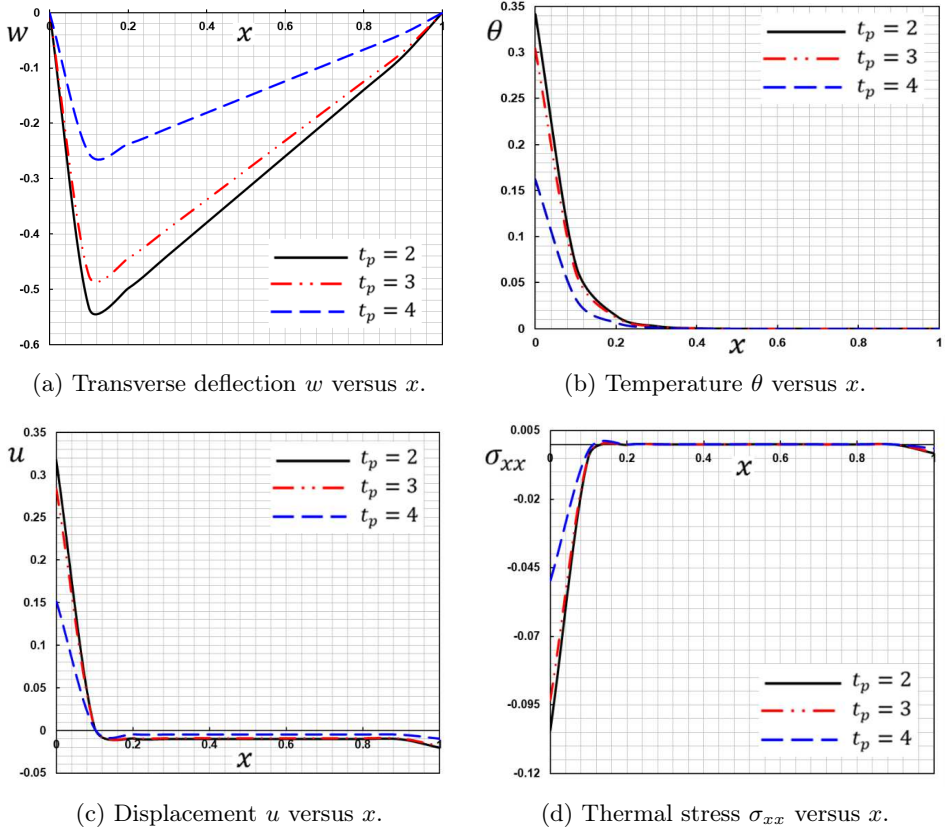 0 0.2 0.4 0.6 0.8 1
w
x
-0.1
-0.2
-0.3
-0.4
-0.5
-0.6
t_p = 2
t_p = 3
t_p = 4
(a) Transverse deflection w versus x.
θ
0.35
0.3
0.25
0.2
0.15
0.1
0.05
0
t_p = 2
t_p = 3
t_p = 4
0 0.2 0.4 0.6 0.8 1
x
(b) Temperature θ versus x.
u
0.35
0.3
0.25
0.2
0.15
0.1
0.05
0
-0.05
t_p = 2
t_p = 3
t_p = 4
0 0.2 0.4 0.6 0.8 1
x
(c) Displacement u versus x.
0.005
σ_xx
0 0.2 0.4 0.6 0.8 1
x
-0.02
-0.045
-0.07
-0.095
-0.12
t_p = 2
t_p = 3
t_p = 4
(d) Thermal stress σ_xx versus x.